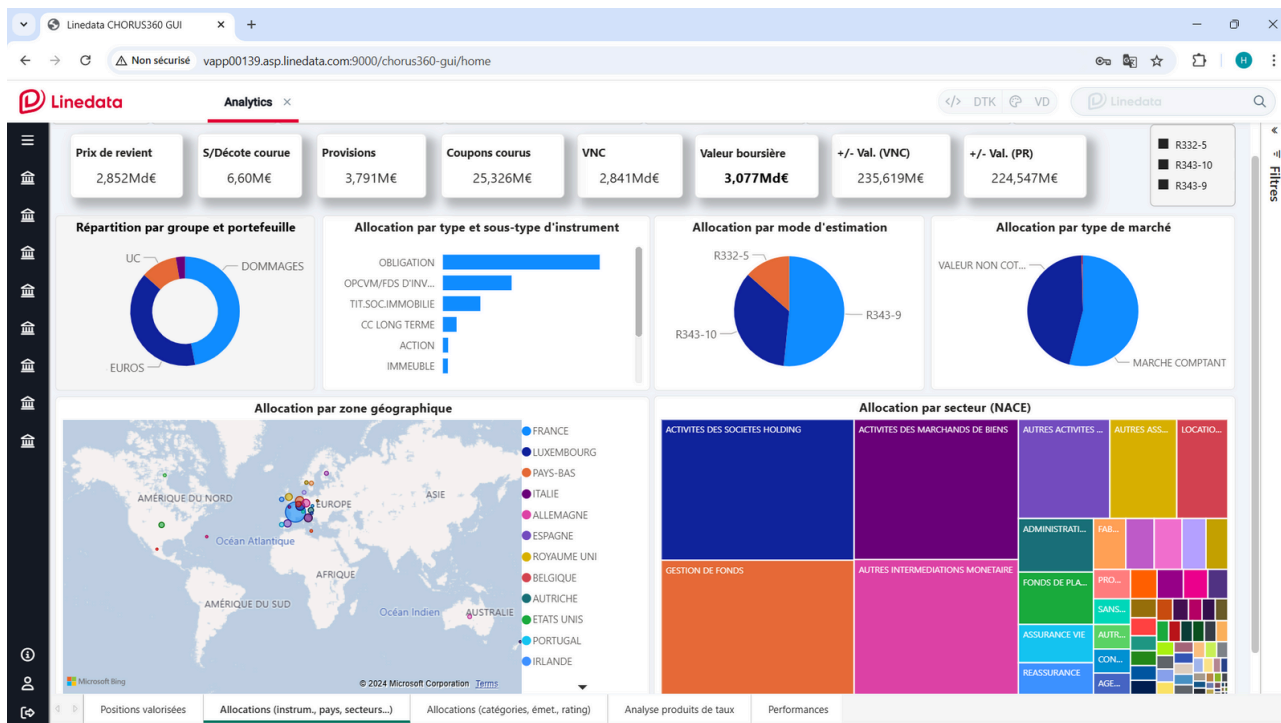 Linedata CHORUS360 GUI
Non sécurisé
vapp00139.asp.linedata.com:9000/chorus360-gui/home
H
Linedata
Analytics
DTK
VD
Linedata
Prix de revient
2,852Md€
S/Décote courue
6,60M€
Provisions
3,791M€
Coupons courus
25,326M€
VNC
2,841Md€
Valeur boursière
3,077Md€
+/- Val. (VNC)
235,619M€
+/- Val. (PR)
224,547M€
R332-5
R343-10
R343-9
Filtres
Répartition par groupe et portefeuille
UC
DOMMAGES
EUROS
Allocation par type et sous-type d'instrument
OBLIGATION
OPCVM/FDS D'INV...
TIT.SOC.IMMOBILIE
CC LONG TERME
ACTION
IMMEUBLE
Allocation par mode d'estimation
R332-5
R343-9
R343-10
Allocation par type de marché
VALEUR NON COT...
MARCHE COMPTANT
Allocation par zone géographique
AMÉRIQUE DU NORD
EUROPE
ASIE
Océan Atlantique
AFRIQUE
AMÉRIQUE DU SUD
Océan Indien
AUSTRALIE
Microsoft Bing
© 2024 Microsoft Corporation Terms
FRANCE
LUXEMBOURG
PAYS-BAS
ITALIE
ALLEMAGNE
ESPAGNE
ROYAUME UNI
BELGIQUE
AUTRICHE
ETATS UNIS
PORTUGAL
IRLANDE
Allocation par secteur (NACE)
ACTIVITES DES SOCIETES HOLDING
ACTIVITES DES MARCHANDS DE BIENS
AUTRES ACTIVITES ...
AUTRES ASS...
LOCATIO...
GESTION DE FONDS
AUTRES INTERMEDIATIONS MONETAIRE
ADMINISTRATI...
FAB...
FONDS DE PLA...
PRO...
SANS...
ASSURANCE VIE
AUTR...
REASSURANCE
CON...
AGE...
Positions valorisées
Allocations (instrum., pays, secteurs...)
Allocations (catégories, émet., rating)
Analyse produits de taux
Performances